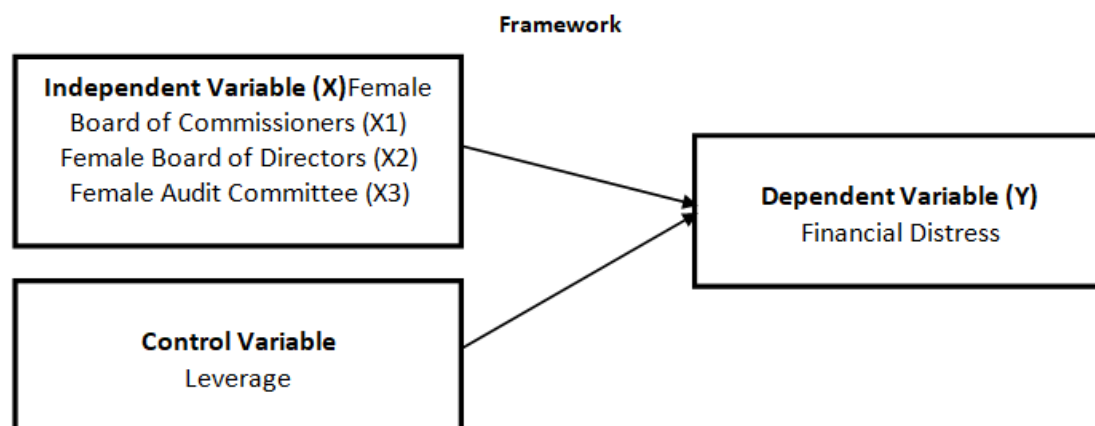 Framework
Independent Variable (X)Female
Board of Commissioners (X1)
Female Board of Directors (X2)
Female Audit Committee (X3)
Dependent Variable (Y)
Financial Distress
Control Variable
Leverage